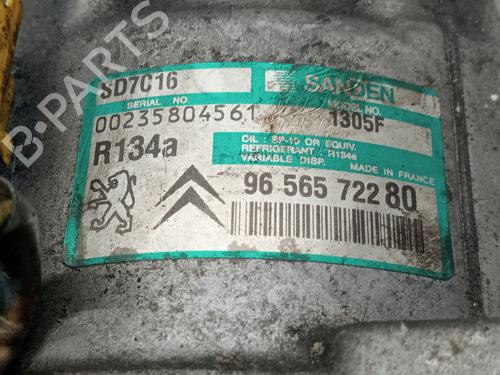 SD7C16
SANDEN
SERIAL NO.
MODEL NO.
00235804561
1305F
R134a
OIL : SP-10 OR EQUIV.
REFRIGERANT : R134a
VARIABLE DISP.
MADE IN FRANCE
96 565 722 80
B-PARTS